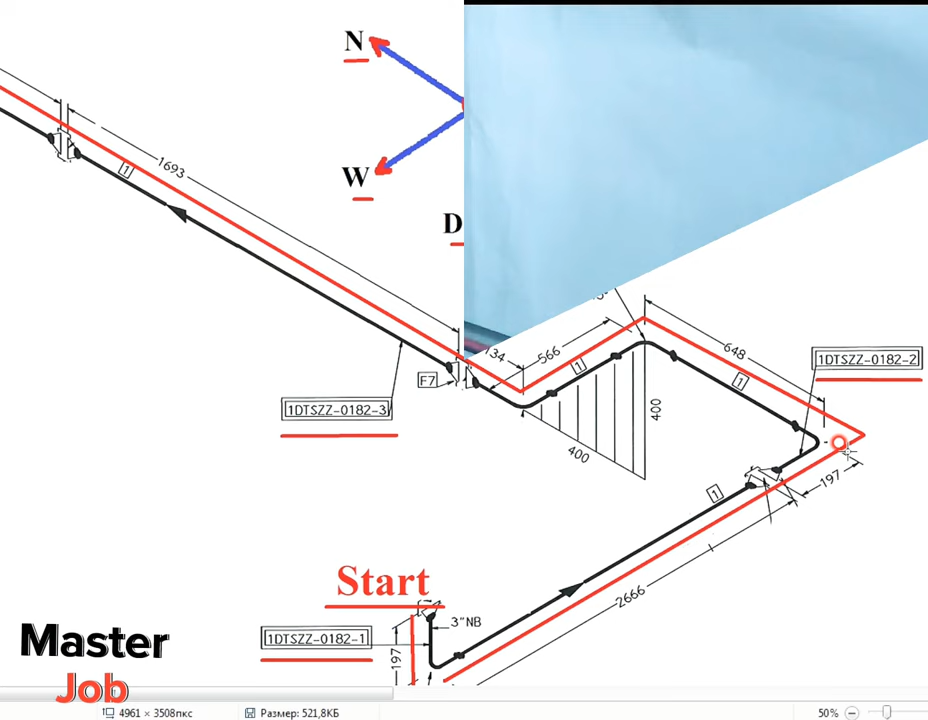 N
W
D
1693
1
134
566
1
648
1
1DTSZZ-0182-2
F7
1DTSZZ-0182-3
400
400
197
1
2666
Start
3"NB
1DTSZZ-0182-1
197
Master
Job
4961 × 3508пкс
Размер: 521,8КБ
50%